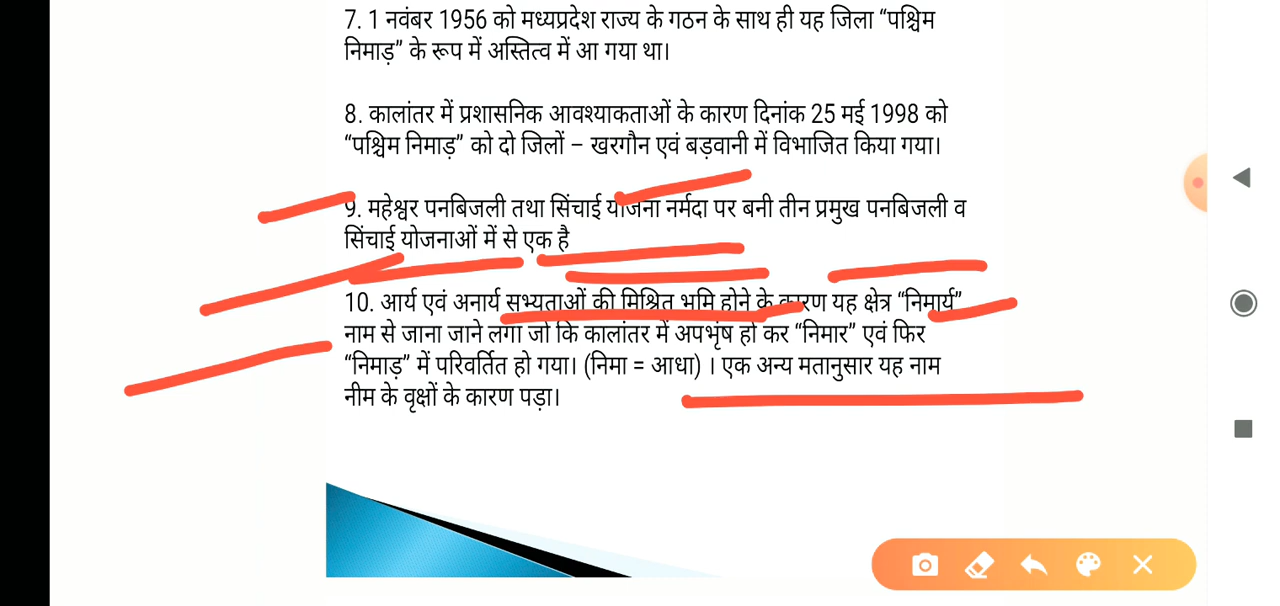 7. 1 नवंबर 1956 को मध्यप्रदेश राज्य के गठन के साथ ही यह जिला “पश्चिम
निमाड़” के रूप में अस्तित्व में आ गया था।
8. कालांतर में प्रशासनिक आवश्याकताओं के कारण दिनांक 25 मई 1998 को
“पश्चिम निमाड़” को दो जिलों – खरगौन एवं बड़वानी में विभाजित किया गया।
9. महेश्वर पनबिजली तथा सिंचाई योजना नर्मदा पर बनी तीन प्रमुख पनबिजली व
सिंचाई योजनाओं में से एक है
10. आर्य एवं अनार्य सभ्यताओं की मिश्रित भूमि होने के कारण यह क्षेत्र “निमार्य”
नाम से जाना जाने लगा जो कि कालांतर में अपभृंष हो कर “निमार” एवं फिर
“निमाड़” में परिवर्तित हो गया। (निमा = आधा) । एक अन्य मतानुसार यह नाम
नीम के वृक्षों के कारण पड़ा।